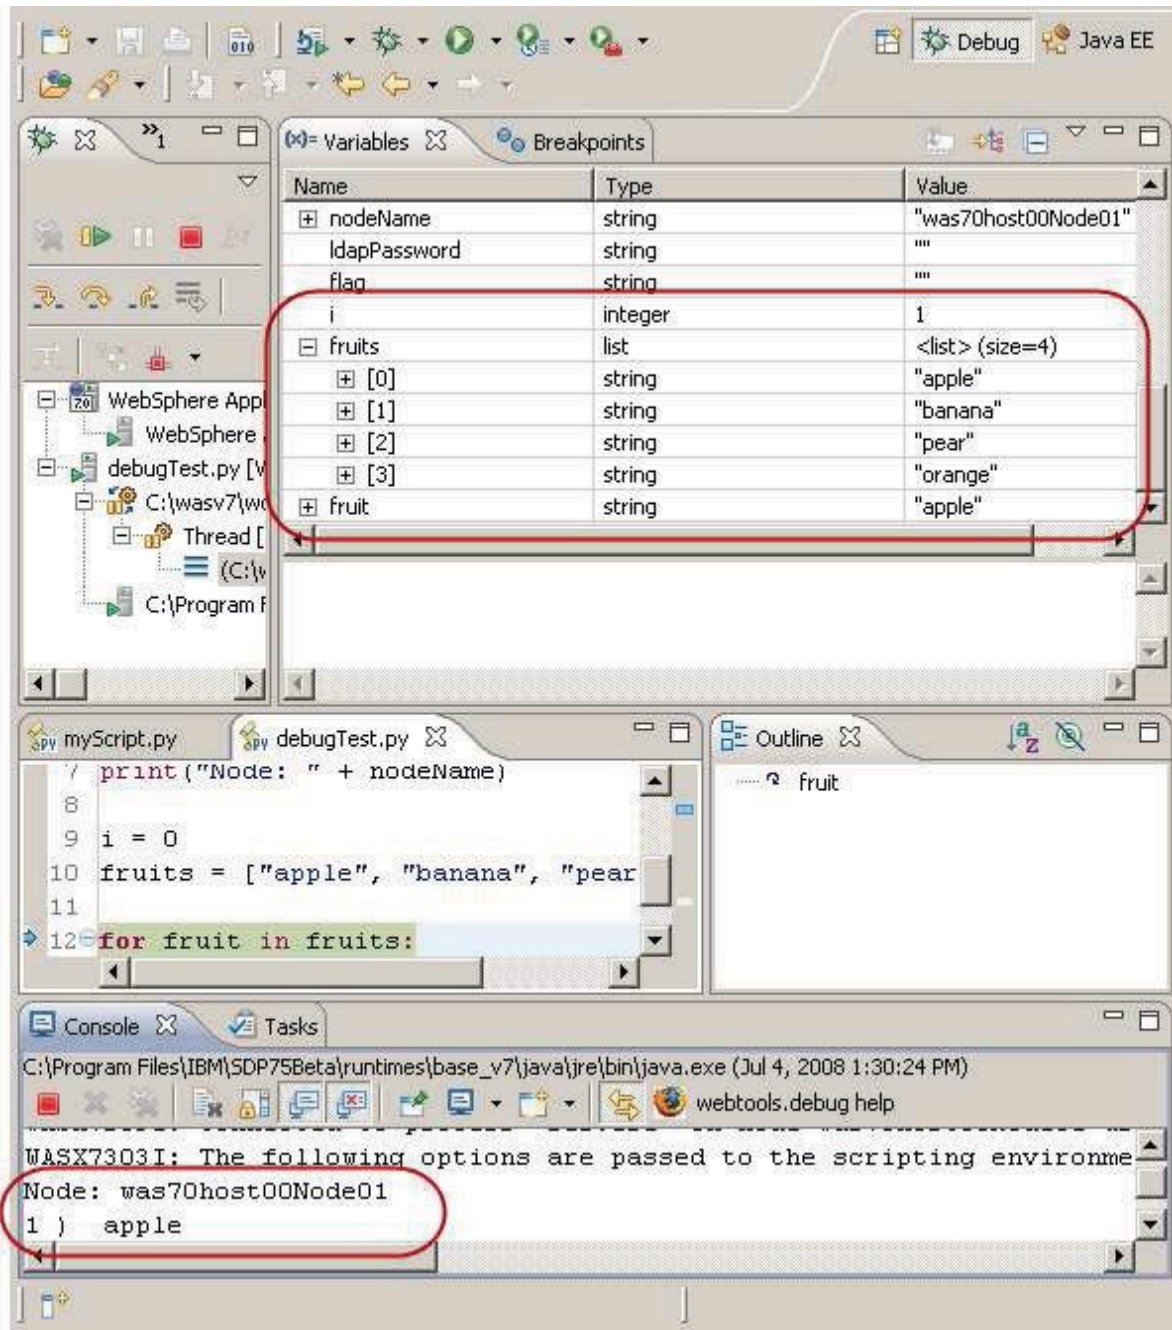 Debug Java EE
»1
(x)= Variables Breakpoints
Name Type Value
nodeName string "was70host00Node01"
ldapPassword string ""
flag string ""
i integer 1
fruits list <list> (size=4)
[0] string "apple"
[1] string "banana"
[2] string "pear"
[3] string "orange"
fruit string "apple"
WebSphere App
WebSphere
debugTest.py [
C:\wasv7\
Thread [
(C:\
C:\Program
myScript.py debugTest.py
7 print("Node: " + nodeName)
8
9 i = 0
10 fruits = ["apple", "banana", "pear
11
12 for fruit in fruits:
Outline
fruit
Console Tasks
C:\Program Files\IBM\SDP75Beta\runtimes\base_v7\java\jre\bin\java.exe (Jul 4, 2008 1:30:24 PM)
webtools.debug help
WASX7303I: The following options are passed to the scripting environme
Node: was70host00Node01
1 ) apple